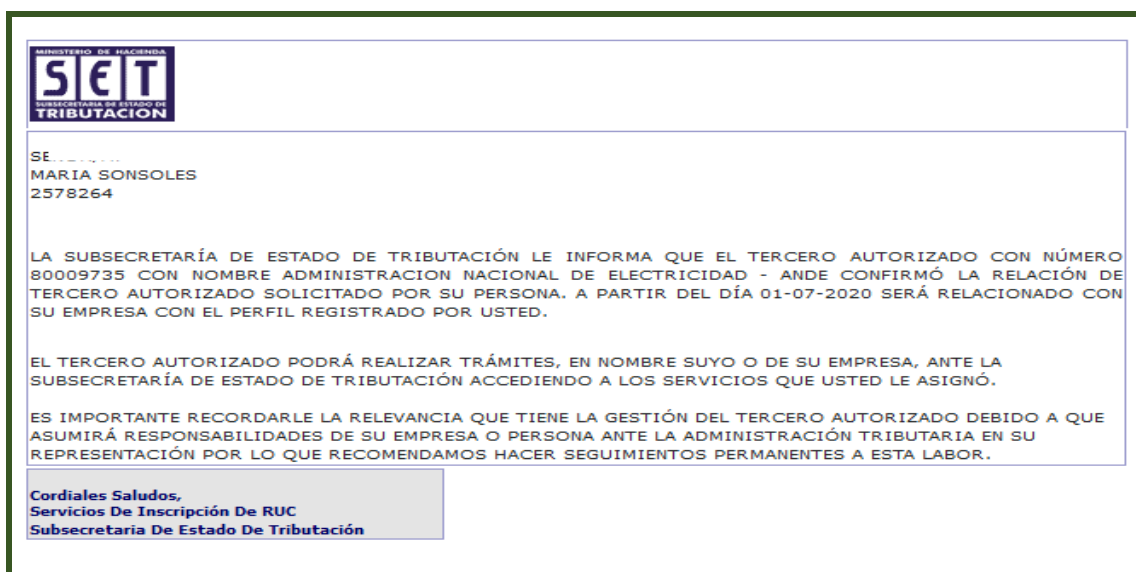 MINISTERIO DE HACIENDA
SET
SUBSECRETARIA DE ESTADO DE
TRIBUTACION
MARIA SONSOLES
2578264
LA SUBSECRETARÍA DE ESTADO DE TRIBUTACIÓN LE INFORMA QUE EL TERCERO AUTORIZADO CON NÚMERO
80009735 CON NOMBRE ADMINISTRACION NACIONAL DE ELECTRICIDAD - ANDE CONFIRMÓ LA RELACIÓN DE
TERCERO AUTORIZADO SOLICITADO POR SU PERSONA. A PARTIR DEL DÍA 01-07-2020 SERÁ RELACIONADO CON
SU EMPRESA CON EL PERFIL REGISTRADO POR USTED.
EL TERCERO AUTORIZADO PODRÁ REALIZAR TRÁMITES, EN NOMBRE SUYO O DE SU EMPRESA, ANTE LA
SUBSECRETARÍA DE ESTADO DE TRIBUTACIÓN ACCEDIENDO A LOS SERVICIOS QUE USTED LE ASIGNÓ.
ES IMPORTANTE RECORDARLE LA RELEVANCIA QUE TIENE LA GESTIÓN DEL TERCERO AUTORIZADO DEBIDO A QUE
ASUMIRÁ RESPONSABILIDADES DE SU EMPRESA O PERSONA ANTE LA ADMINISTRACIÓN TRIBUTARIA EN SU
REPRESENTACIÓN POR LO QUE RECOMENDAMOS HACER SEGUIMIENTOS PERMANENTES A ESTA LABOR.
Cordiales Saludos,
Servicios De Inscripción De RUC
Subsecretaria De Estado De Tributación